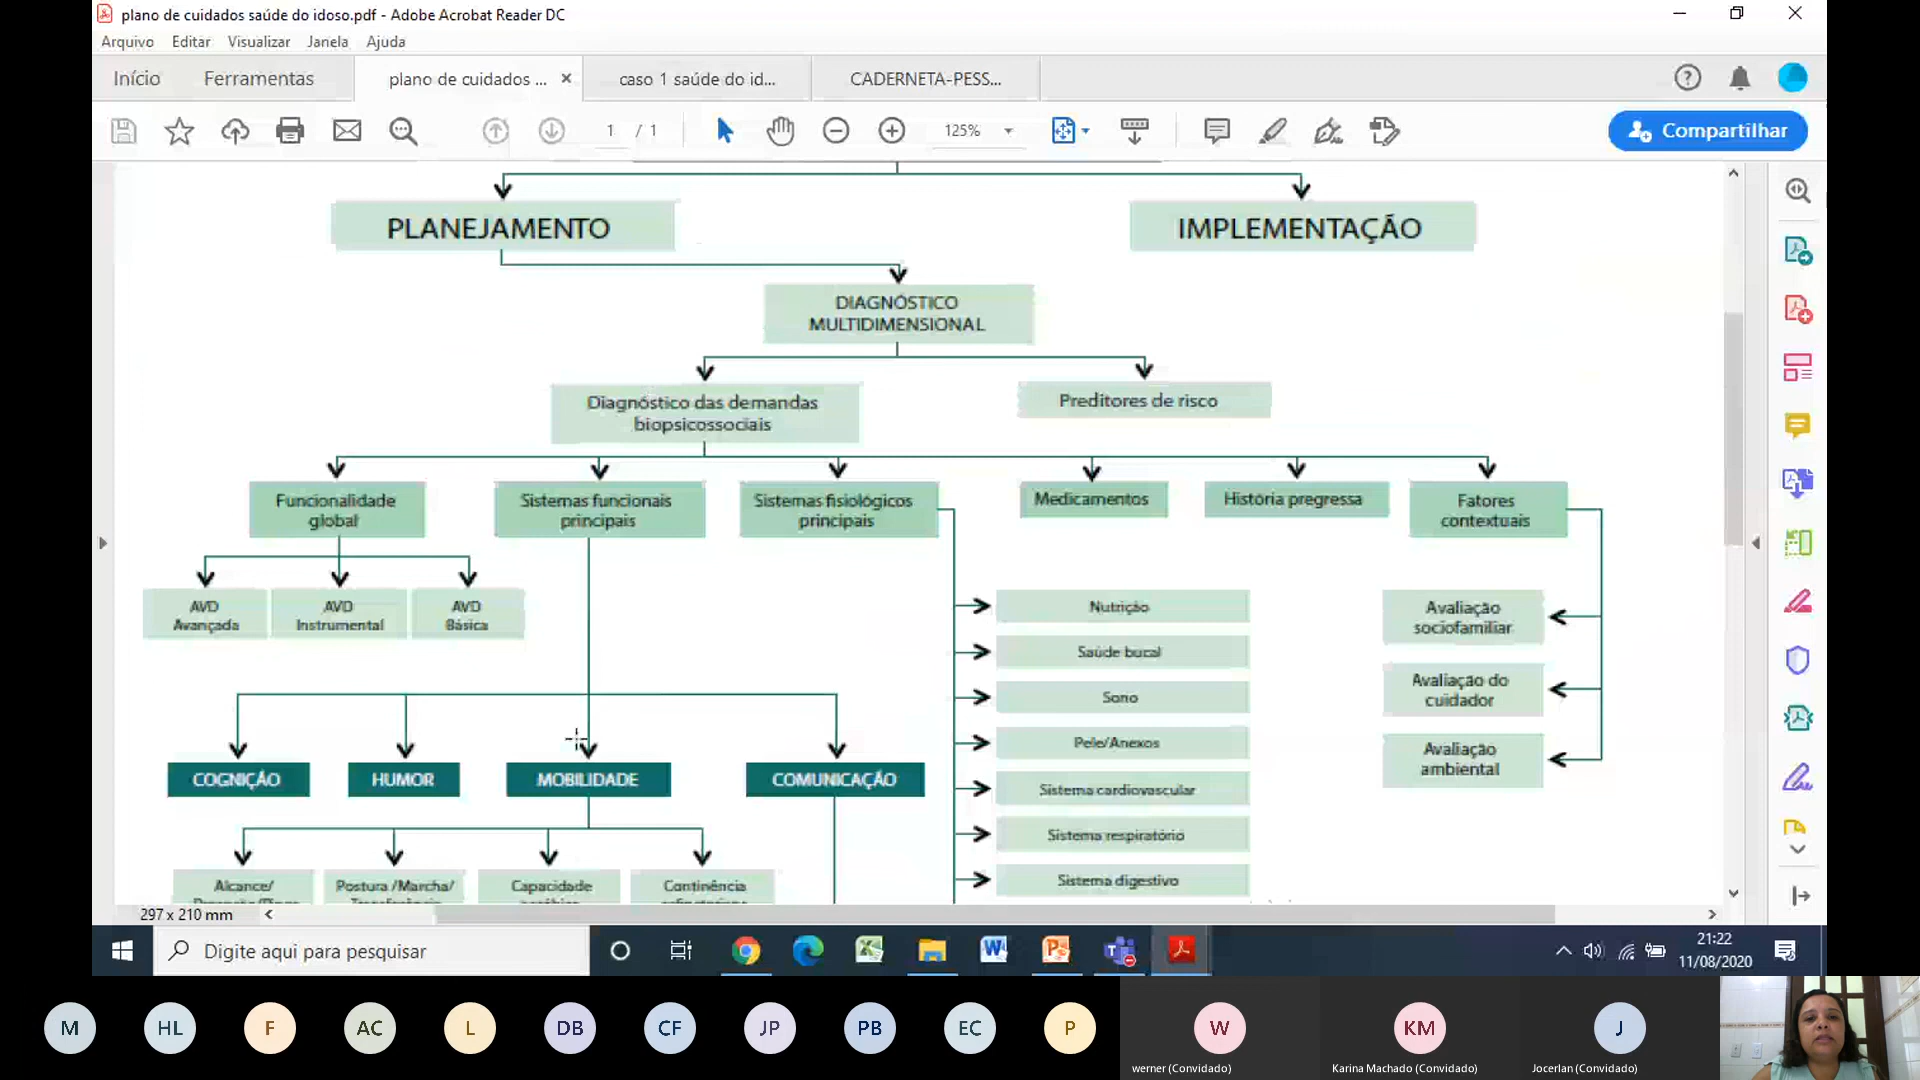 plano de cuidados saúde do idoso.pdf - Adobe Acrobat Reader DC
Arquivo Editar Visualizar Janela Ajuda
Início Ferramentas plano de cuidados ... caso 1 saúde do id... CADERNETA-PESS...
1 / 1 125% Compartilhar
PLANEJAMENTO IMPLEMENTAÇÃO
DIAGNÓSTICO
MULTIDIMENSIONAL
Diagnóstico das demandas
biopsicossociais
Preditores de risco
Funcionalidade
global
Sistemas funcionais
principais
Sistemas fisiológicos
principais
Medicamentos
História pregressa
Fatores
contextuais
AVD
Avançada
AVD
Instrumental
AVD
Básica
Nutrição
Saúde bucal
Sono
Pele/Anexos
Sistema cardiovascular
Sistema respiratório
Sistema digestivo
Avaliação
sociofamiliar
Avaliação do
cuidador
Avaliação
ambiental
COGNIÇÃO HUMOR MOBILIDADE COMUNICAÇÃO
Alcance/
Postura /Marcha/
Capacidade
Continência
297 x 210 mm
Digite aqui para pesquisar
21:22
11/08/2020
M HL F AC L DB CF JP PB EC P W KM J
werner (Convidado) Karina Machado (Convidado) Jocerlan (Convidado)